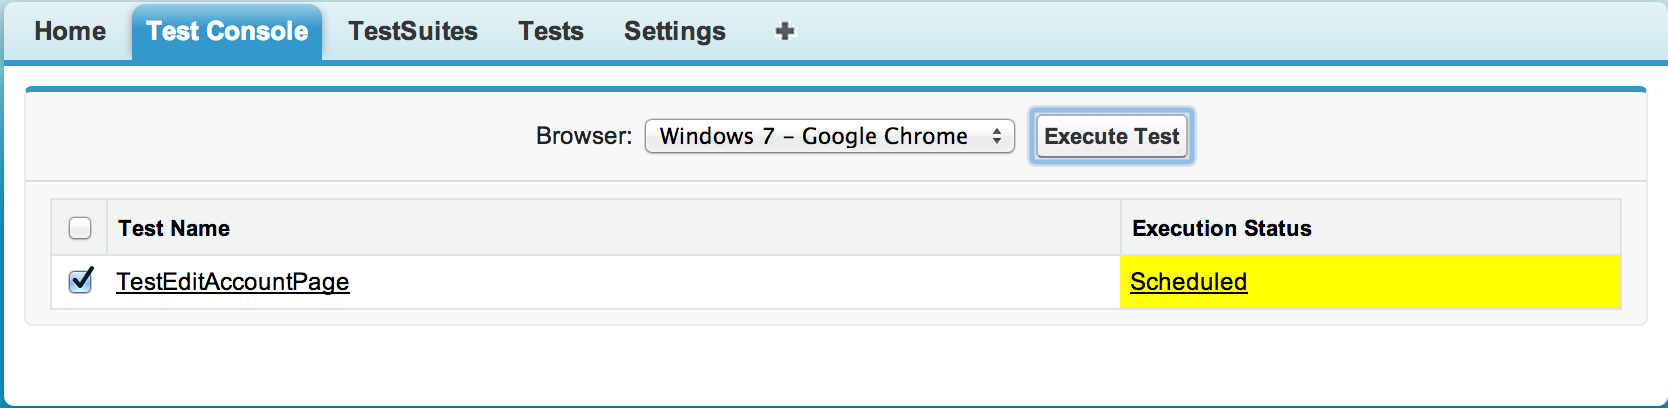 Home Test Console TestSuites Tests Settings
Browser: Windows 7 – Google Chrome Execute Test
Test Name Execution Status
TestEditAccountPage Scheduled